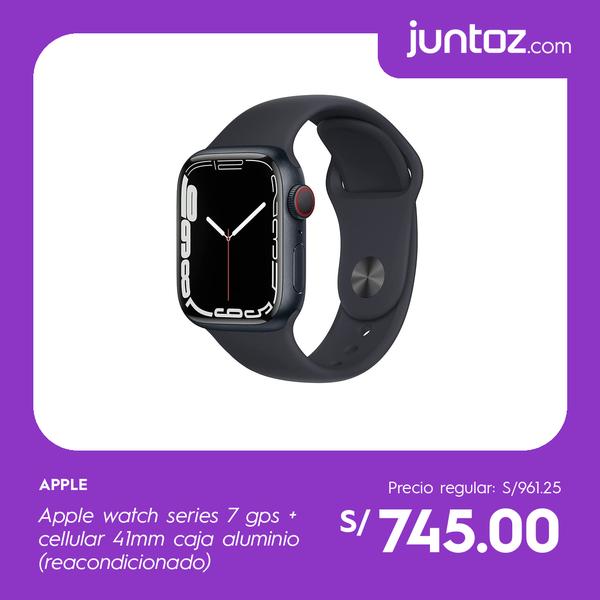 juntoz.com
APPLE
Apple watch series 7 gps +
cellular 41mm caja aluminio
(reacondicionado)
Precio regular: S/961.25
S/745.00